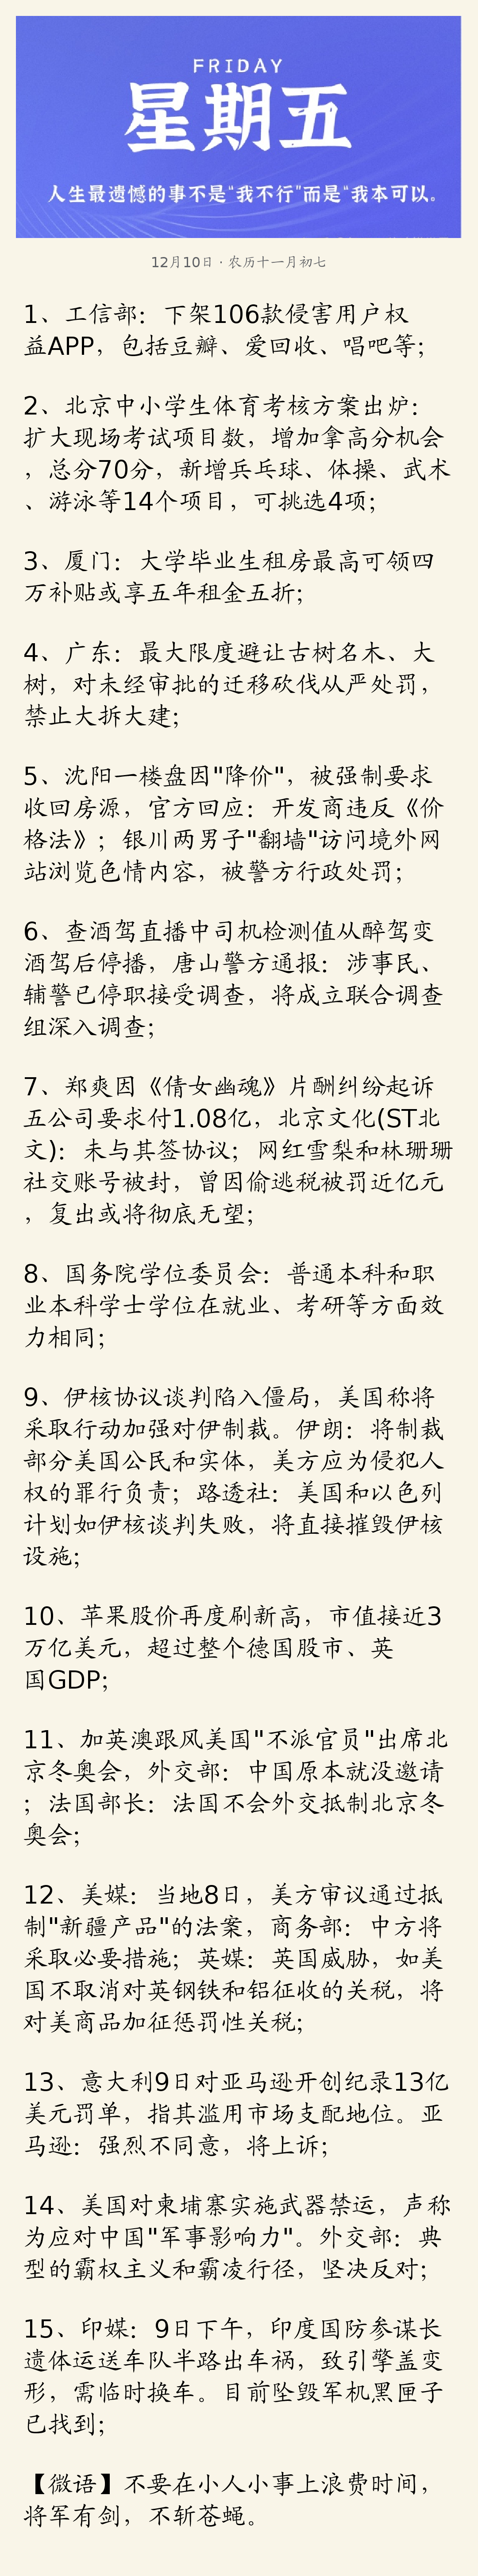 FRIDAY
星期五
人生最遗憾的事不是“我不行”而是“我本可以。
12月10日·农历十一月初七
1、工信部：下架106款侵害用户权
益APP，包括豆瓣、爱回收、唱吧等；
2、北京中小学生体育考核方案出炉：
扩大现场考试项目数，增加拿高分机会
，总分70分，新增乒乓球、体操、武术
、游泳等14个项目，可挑选4项；
3、厦门：大学毕业生租房最高可领四
万补贴或享五年租金五折；
4、广东：最大限度避让古树名木、大
树，对未经审批的迁移砍伐从严处罚，
禁止大拆大建；
5、沈阳一楼盘因"降价"，被强制要求
收回房源，官方回应：开发商违反《价
格法》；银川两男子"翻墙"访问境外网
站浏览色情内容，被警方行政处罚；
6、查酒驾直播中司机检测值从醉驾变
酒驾后停播，唐山警方通报：涉事民、
辅警已停职接受调查，将成立联合调查
组深入调查；
7、郑爽因《倩女幽魂》片酬纠纷起诉
五公司要求付1.08亿，北京文化(ST北
文)：未与其签协议；网红雪梨和林珊珊
社交账号被封，曾因偷逃税被罚近亿元
，复出或将彻底无望；
8、国务院学位委员会：普通本科和职
业本科学士学位在就业、考研等方面效
力相同；
9、伊核协议谈判陷入僵局，美国称将
采取行动加强对伊制裁。伊朗：将制裁
部分美国公民和实体，美方应为侵犯人
权的罪行负责；路透社：美国和以色列
计划如伊核谈判失败，将直接摧毁伊核
设施；
10、苹果股价再度刷新高，市值接近3
万亿美元，超过整个德国股市、英
国GDP；
11、加英澳跟风美国"不派官员"出席北
京冬奥会，外交部：中国原本就没邀请
；法国部长：法国不会外交抵制北京冬
奥会；
12、美媒：当地8日，美方审议通过抵
制"新疆产品"的法案，商务部：中方将
采取必要措施；英媒：英国威胁，如美
国不取消对英钢铁和铝征收的关税，将
对美商品加征惩罚性关税；
13、意大利9日对亚马逊开创纪录13亿
美元罚单，指其滥用市场支配地位。亚
马逊：强烈不同意，将上诉；
14、美国对柬埔寨实施武器禁运，声称
为应对中国"军事影响力"。外交部：典
型的霸权主义和霸凌行径，坚决反对；
15、印媒：9日下午，印度国防参谋长
遗体运送车队半路出车祸，致引擎盖变
形，需临时换车。目前坠毁军机黑匣子
已找到；
【微语】不要在小人小事上浪费时间，
将军有剑，不斩苍蝇。